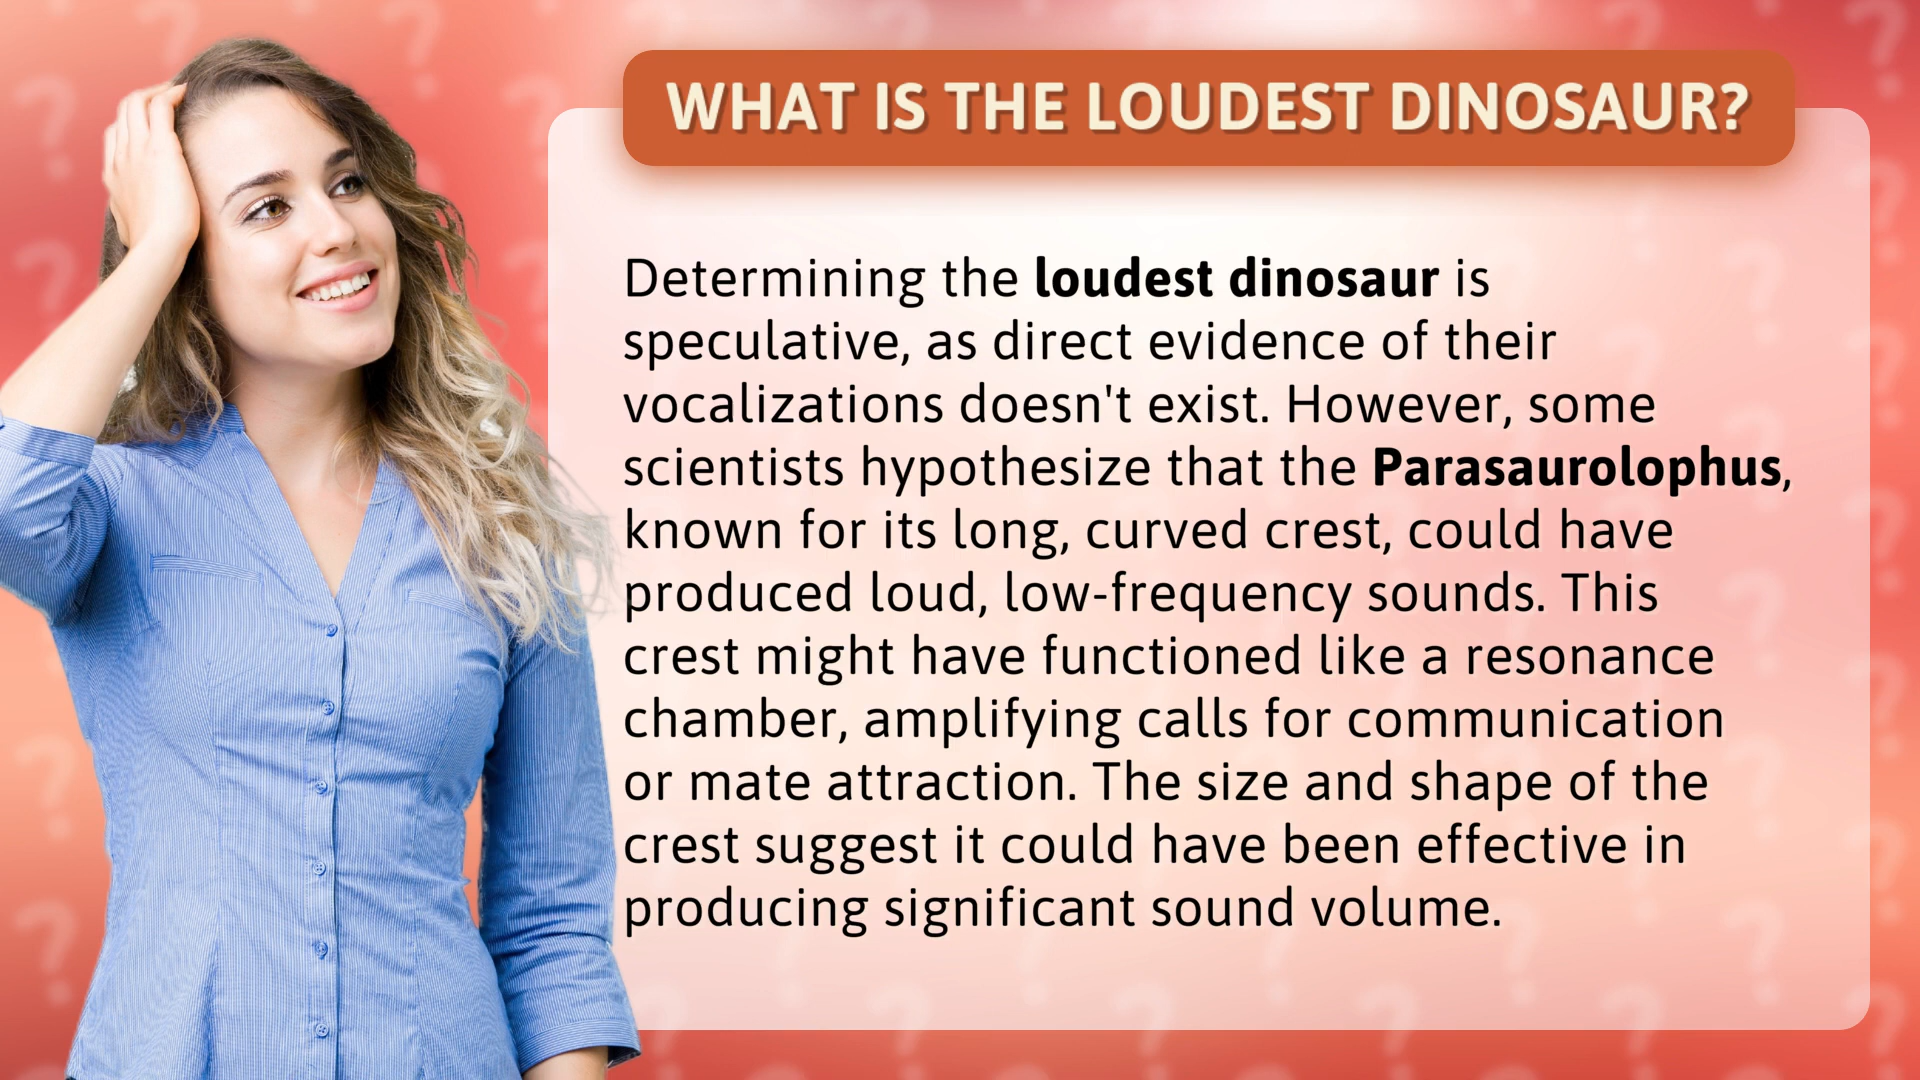 WHAT IS THE LOUDEST DINOSAUR?
Determining the loudest dinosaur is
speculative, as direct evidence of their
vocalizations doesn't exist. However, some
scientists hypothesize that the Parasaurolophus,
known for its long, curved crest, could have
produced loud, low-frequency sounds. This
crest might have functioned like a resonance
chamber, amplifying calls for communication
or mate attraction. The size and shape of the
crest suggest it could have been effective in
producing significant sound volume.